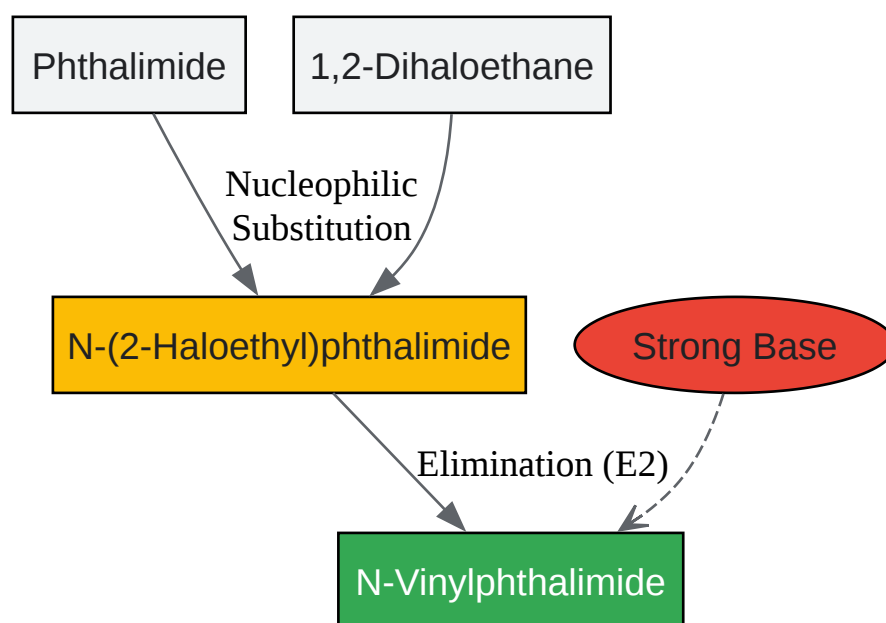 Phthalimide
1,2-Dihaloethane
Nucleophilic
Substitution
N-(2-Haloethyl)phthalimide
Strong Base
Elimination (E2)
N-Vinylphthalimide